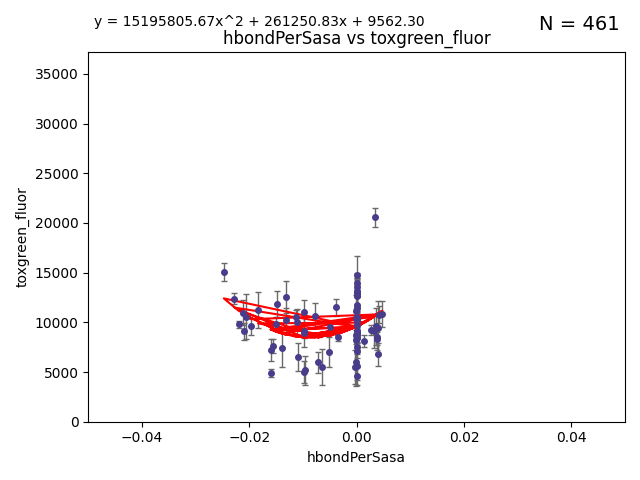 y = 15195805.67x^2 + 261250.83x + 9562.30
N = 461
hbondPerSasa vs toxgreen_fluor
35000
30000
25000
20000
15000
10000
5000
0
toxgreen_fluor
−0.04 −0.02 0.00 0.02 0.04
hbondPerSasa